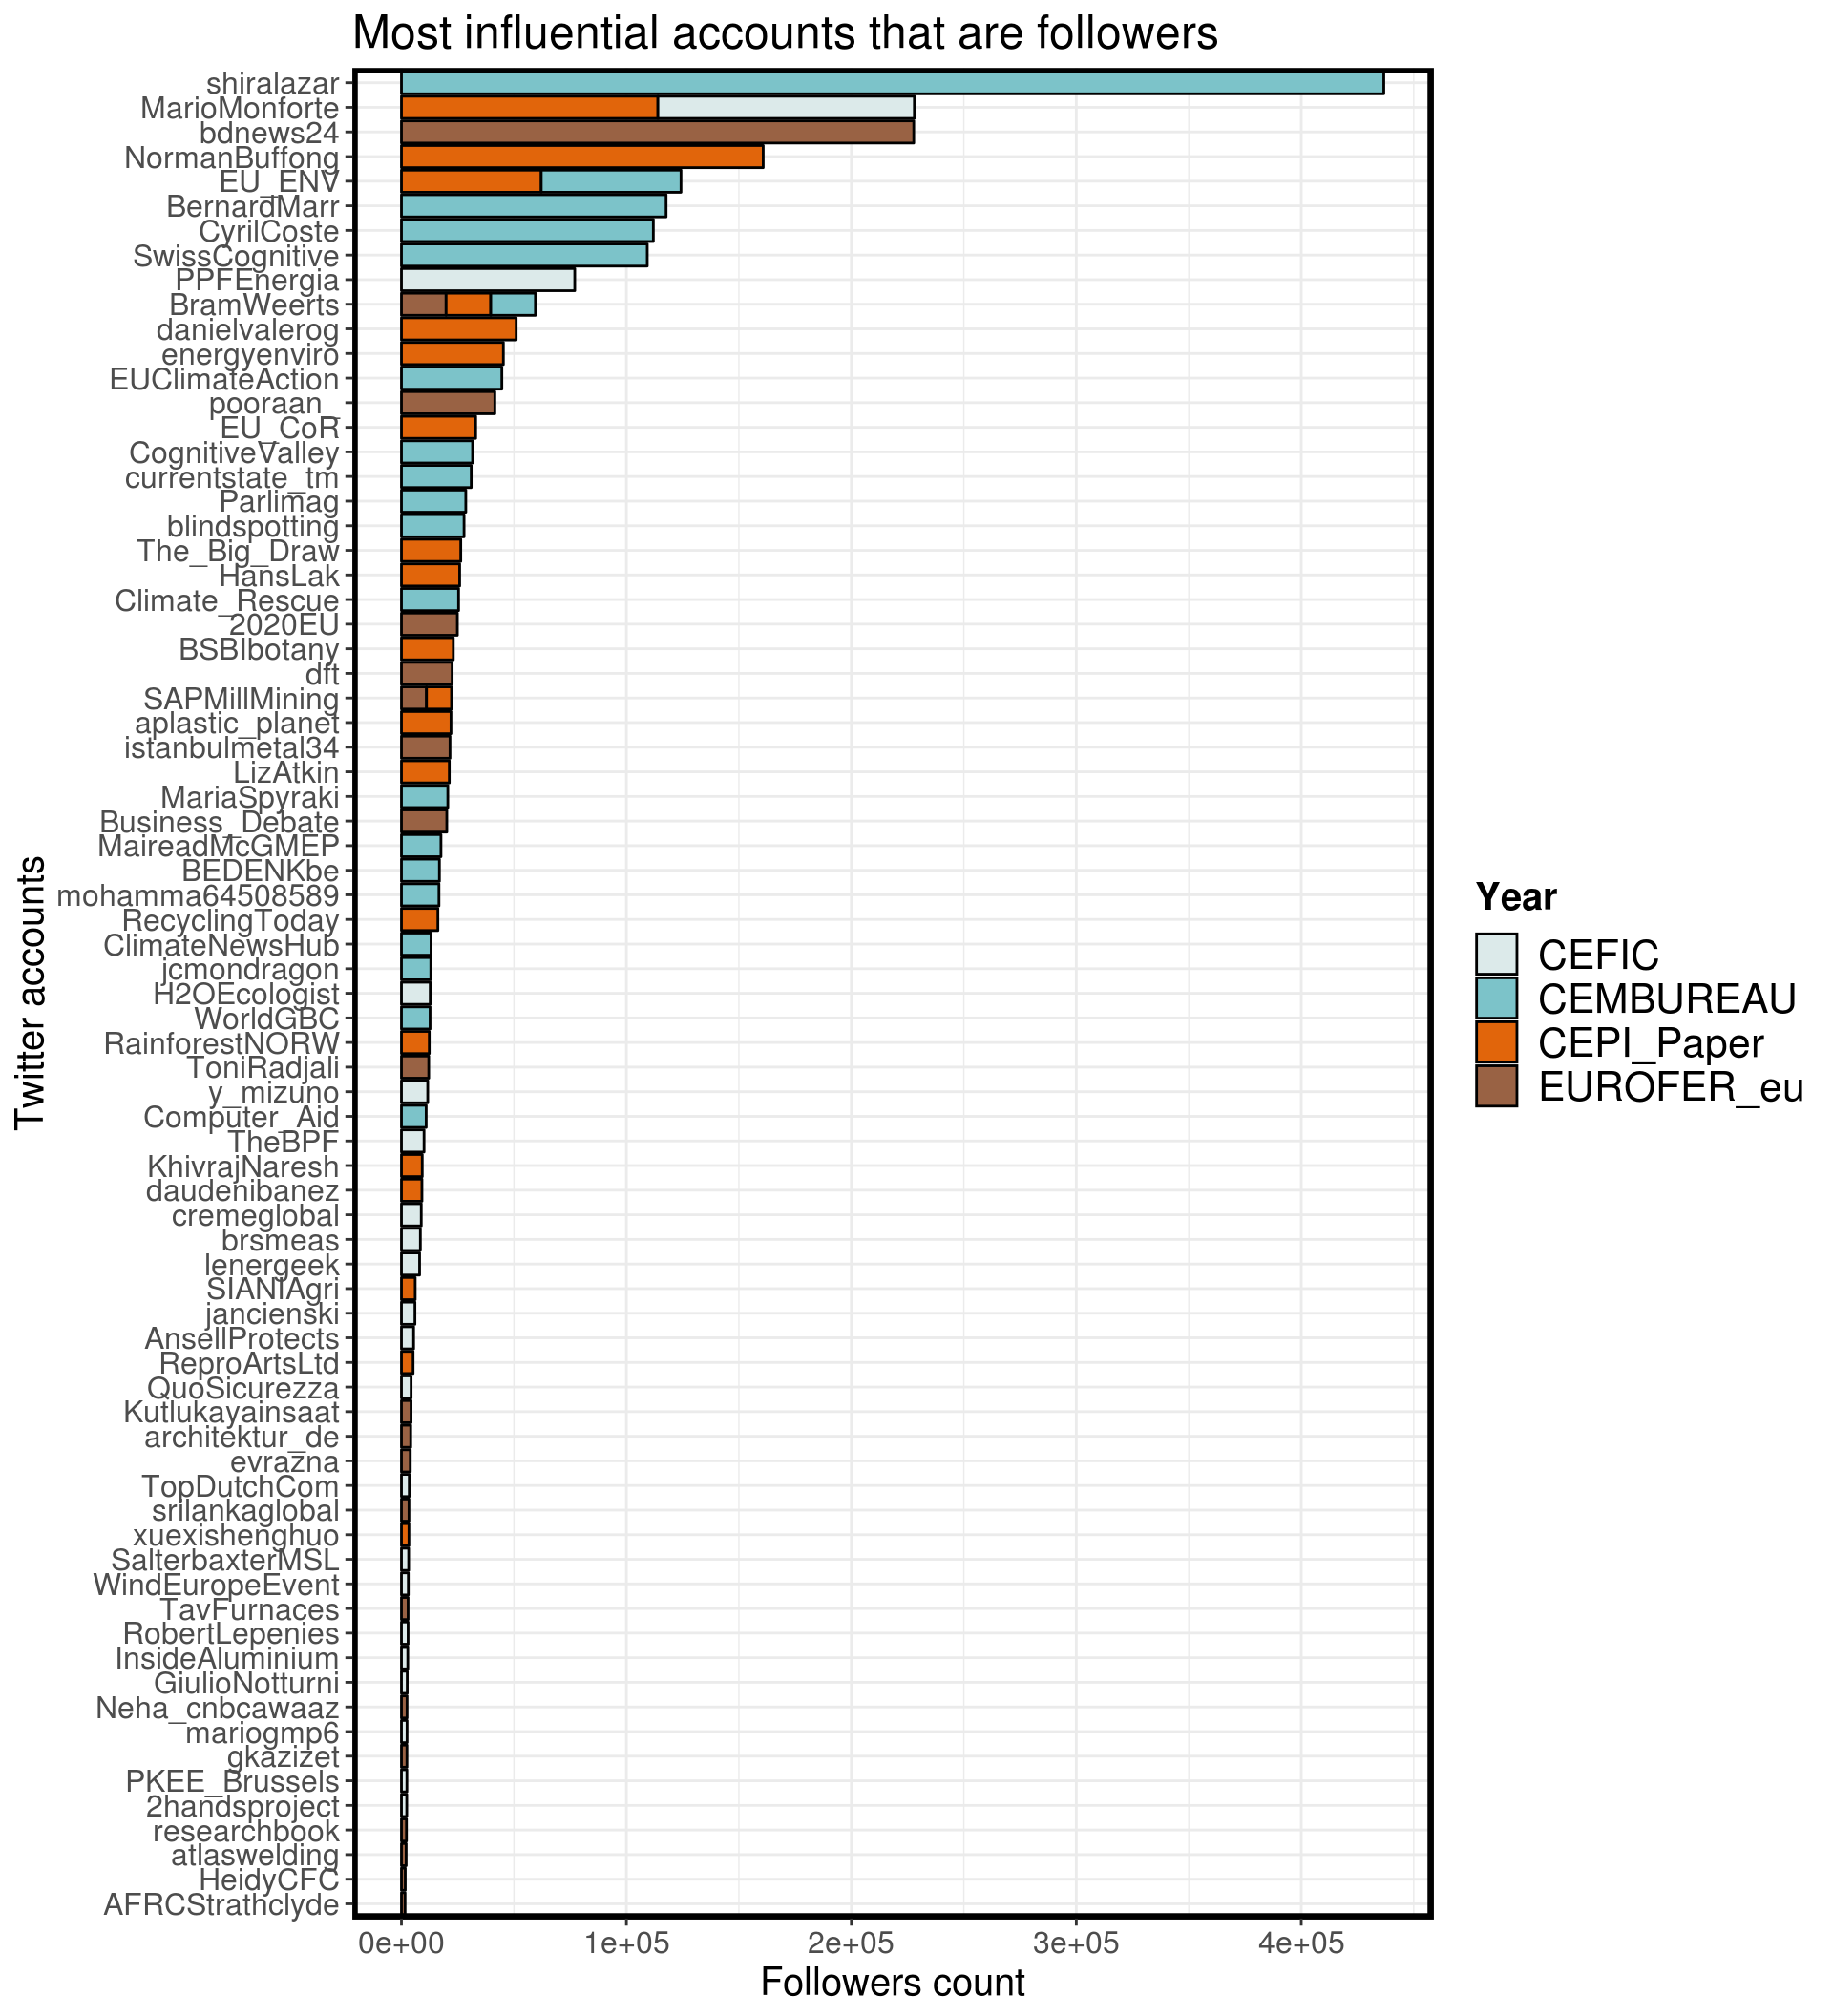 Most influential accounts that are followers
shiralazar
MarioMonforte
bdnews24
NormanBuffong
EU_ENV
BernardMarr
CyrilCoste
SwissCognitive
PPFEnergia
BramWeerts
danielvalerog
energyenviro
EUClimateAction
pooraan_
EU_CoR
CognitiveValley
currentstate_tm
Parlimag
blindspotting
The_Big_Draw
HansLak
Climate_Rescue
2020EU
BSBIbotany
dft
SAPMillMining
aplastic_planet
istanbulmetal34
LizAtkin
MariaSpyraki
Business_Debate
MaireadMcGMEP
BEDENKbe
mohamma64508589
RecyclingToday
ClimateNewsHub
jcmondragon
H2OEcologist
WorldGBC
RainforestNORW
ToniRadjali
y_mizuno
Computer_Aid
TheBPF
KhivrajNaresh
daudenibanez
cremeglobal
brsmeas
lenergeek
SIANIAgri
jancienski
AnsellProtects
ReproArtsLtd
QuoSicurezza
Kutlukayainsaat
architektur_de
evrazna
TopDutchCom
srilankaglobal
xuexishenghuo
SalterbaxterMSL
WindEuropeEvent
TavFurnaces
RobertLepenies
InsideAluminium
GiulioNotturni
Neha_cnbcawaaz
mariogmp6
gkazizet
PKEE_Brussels
2handsproject
researchbook
atlaswelding
HeidyCFC
AFRCStrathclyde
Twitter accounts
0e+00 1e+05 2e+05 3e+05 4e+05
Followers count
Year
CEFIC
CEMBUREAU
CEPI_Paper
EUROFER_eu